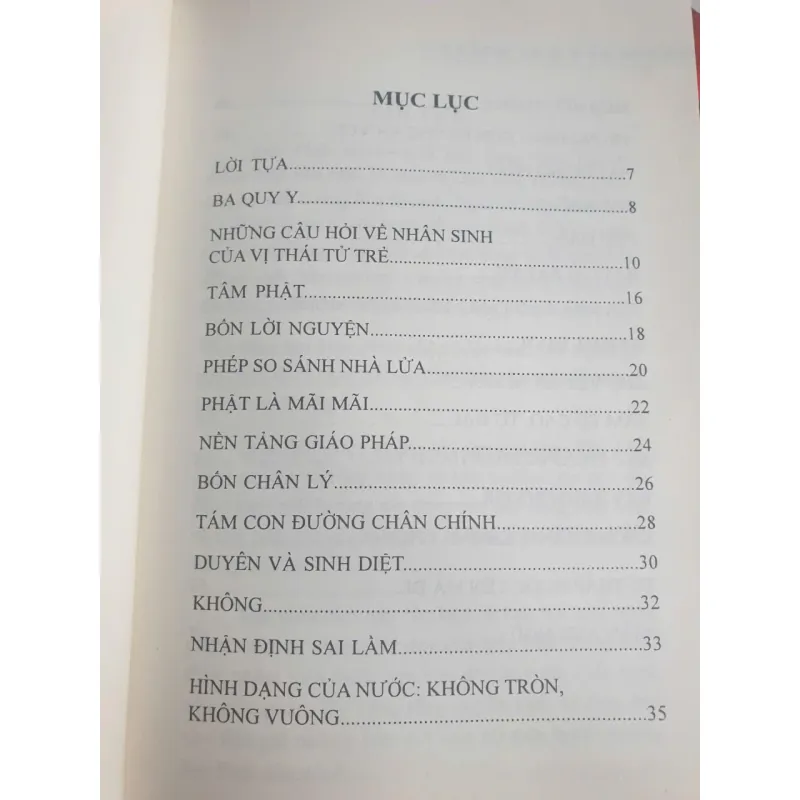 MỤC LỤC
LỜI TỰA........................................................7
BA QUY Y........................................................8
NHỮNG CÂU HỎI VỀ NHÂN SINH
CỦA VỊ THÁI TỬ TRẺ........................................10
TÂM PHẬT........................................................16
BỐN LỜI NGUYỆN........................................18
PHÉP SO SÁNH NHÀ LỬA........................................20
PHẬT LÀ MÃI MÃI........................................22
NỀN TẢNG GIÁO PHÁP........................................24
BỐN CHÂN LÝ........................................26
TÁM CON ĐƯỜNG CHÂN CHÍNH........................28
DUYÊN VÀ SINH DIỆT........................................30
KHÔNG........................................................32
NHẬN ĐỊNH SAI LẦM........................................33
HÌNH DẠNG CỦA NƯỚC: KHÔNG TRÒN,
KHÔNG VUÔNG........................................35